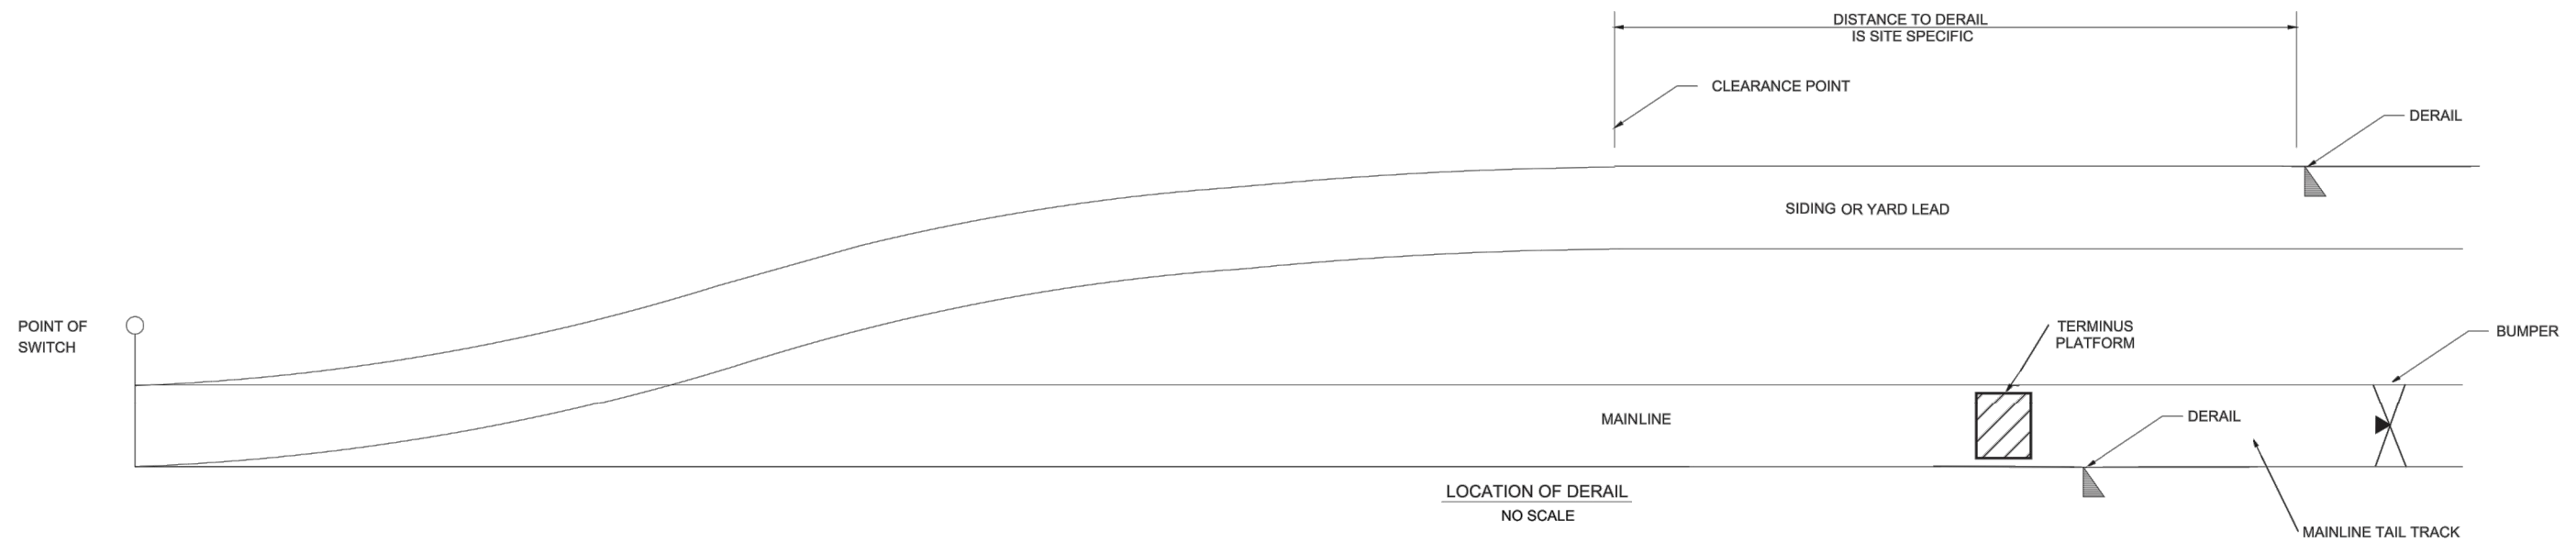 DISTANCE TO DERAIL
IS SITE SPECIFIC
CLEARANCE POINT
DERAIL
SIDING OR YARD LEAD
POINT OF
SWITCH
TERMINUS
PLATFORM
BUMPER
MAINLINE
DERAIL
LOCATION OF DERAIL
NO SCALE
MAINLINE TAIL TRACK